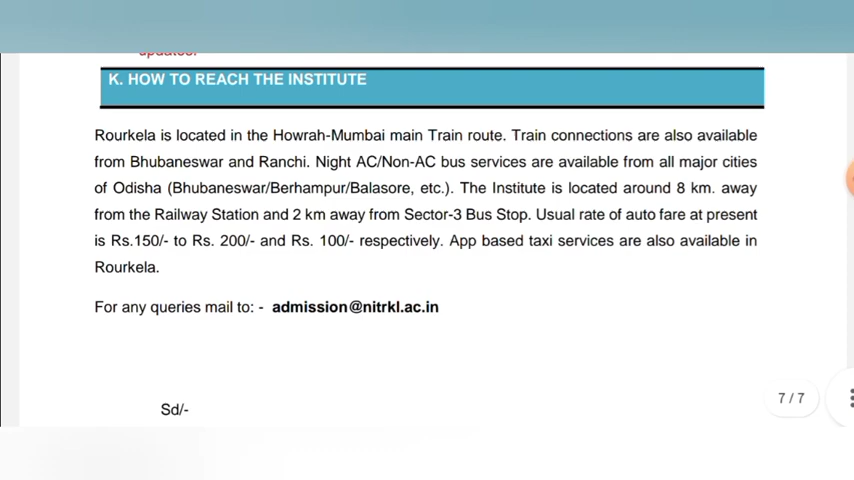 K. HOW TO REACH THE INSTITUTE
Rourkela is located in the Howrah-Mumbai main Train route. Train connections are also available
from Bhubaneswar and Ranchi. Night AC/Non-AC bus services are available from all major cities
of Odisha (Bhubaneswar/Berhampur/Balasore, etc.). The Institute is located around 8 km. away
from the Railway Station and 2 km away from Sector-3 Bus Stop. Usual rate of auto fare at present
is Rs.150/- to Rs. 200/- and Rs. 100/- respectively. App based taxi services are also available in
Rourkela.
For any queries mail to: - admission@nitrkl.ac.in
7 / 7
Sd/-